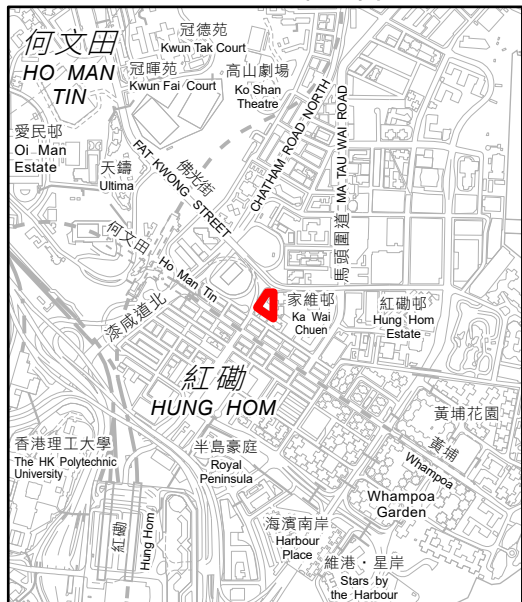 何文田
HO MAN
TIN
冠德苑
Kwun Tak Court
冠暉苑
Kwun Fai Court
高山劇場
Ko Shan
Theatre
CHATHAM ROAD NORTH
馬頭圍道 MA TAU WAI ROAD
愛民邨
Oi Man
Estate
天鑄
Ultima
佛光街
FAT KWONG STREET
何文田
Ho Man Tin
漆咸道北
家維邨
Ka Wai
Chuen
紅磡邨
Hung Hom
Estate
紅磡
HUNG HOM
黃埔花園
黃埔
Whampoa
Whampoa
Garden
香港理工大學
The HK Polytechnic
University
半島豪庭
Royal
Peninsula
紅磡
Hung Hom
海濱南岸
Harbour
Place
維港・星岸
Stars by
the Harbour